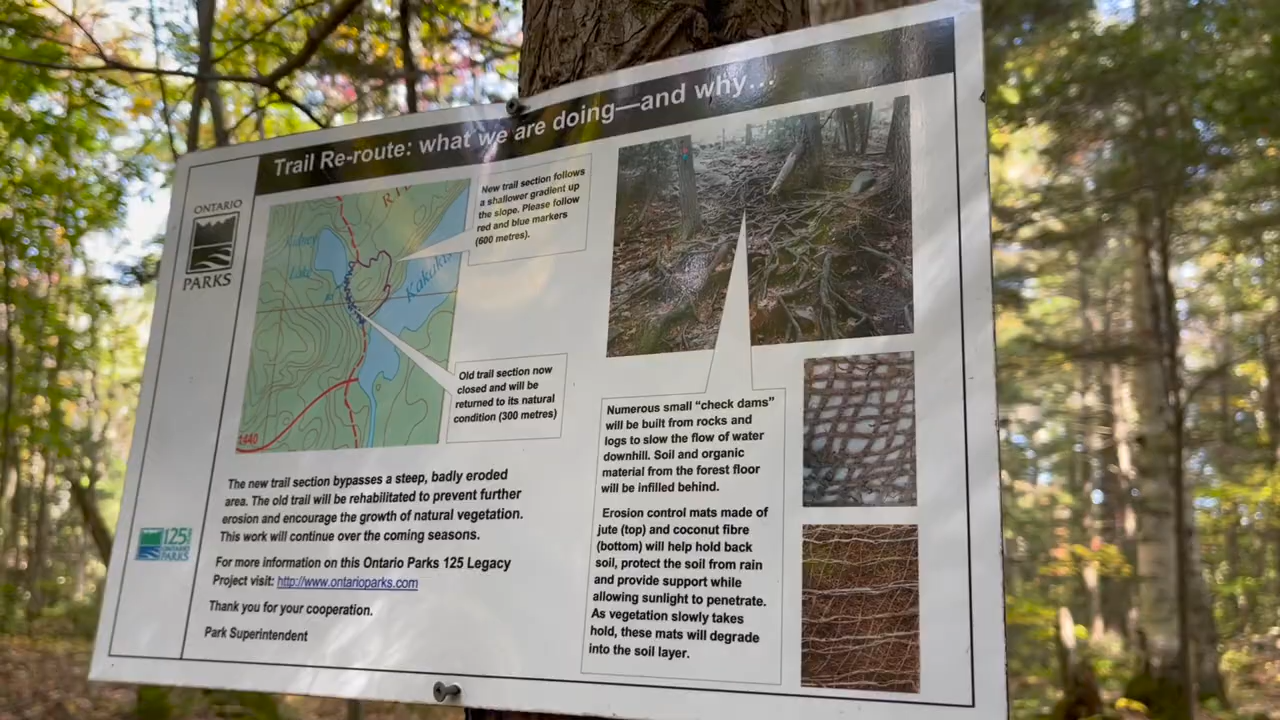 Trail Re-route: what we are doing—and why…
ONTARIO
PARKS
New trail section follows
a shallower gradient up
the slope. Please follow
red and blue markers
(600 metres).
Kidney
Lake
1440
Old trail section now
closed and will be
returned to its natural
condition (300 metres)
The new trail section bypasses a steep, badly eroded
area. The old trail will be rehabilitated to prevent further
erosion and encourage the growth of natural vegetation.
This work will continue over the coming seasons.
For more information on this Ontario Parks 125 Legacy
Project visit: http://www.ontarioparks.com
Thank you for your cooperation.
Park Superintendent
125
ONTARIO
PARKS
Numerous small “check dams”
will be built from rocks and
logs to slow the flow of water
downhill. Soil and organic
material from the forest floor
will be infilled behind.
Erosion control mats made of
jute (top) and coconut fibre
(bottom) will help hold back
soil, protect the soil from rain
and provide support while
allowing sunlight to penetrate.
As vegetation slowly takes
hold, these mats will degrade
into the soil layer.